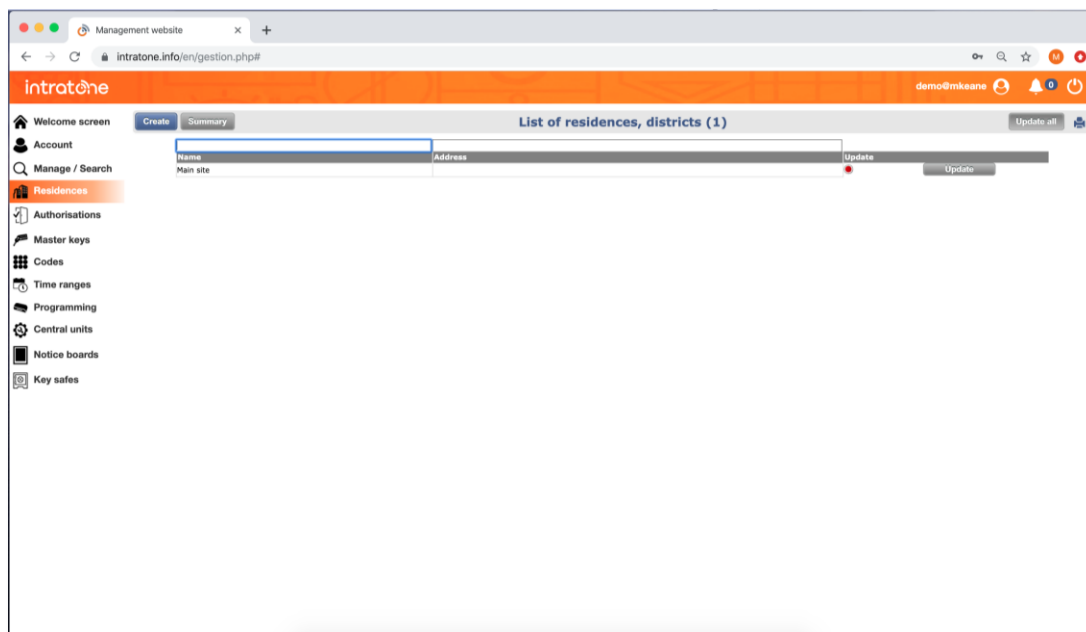 Management website
intratone.info/en/gestion.php#
M
intratone
demo@mkeane
0
Welcome screen
Create
Summary
List of residences, districts (1)
Update all
Account
Manage / Search
Residences
Authorisations
Master keys
Codes
Time ranges
Programming
Central units
Notice boards
Key safes
Name Address Update
Main site Update